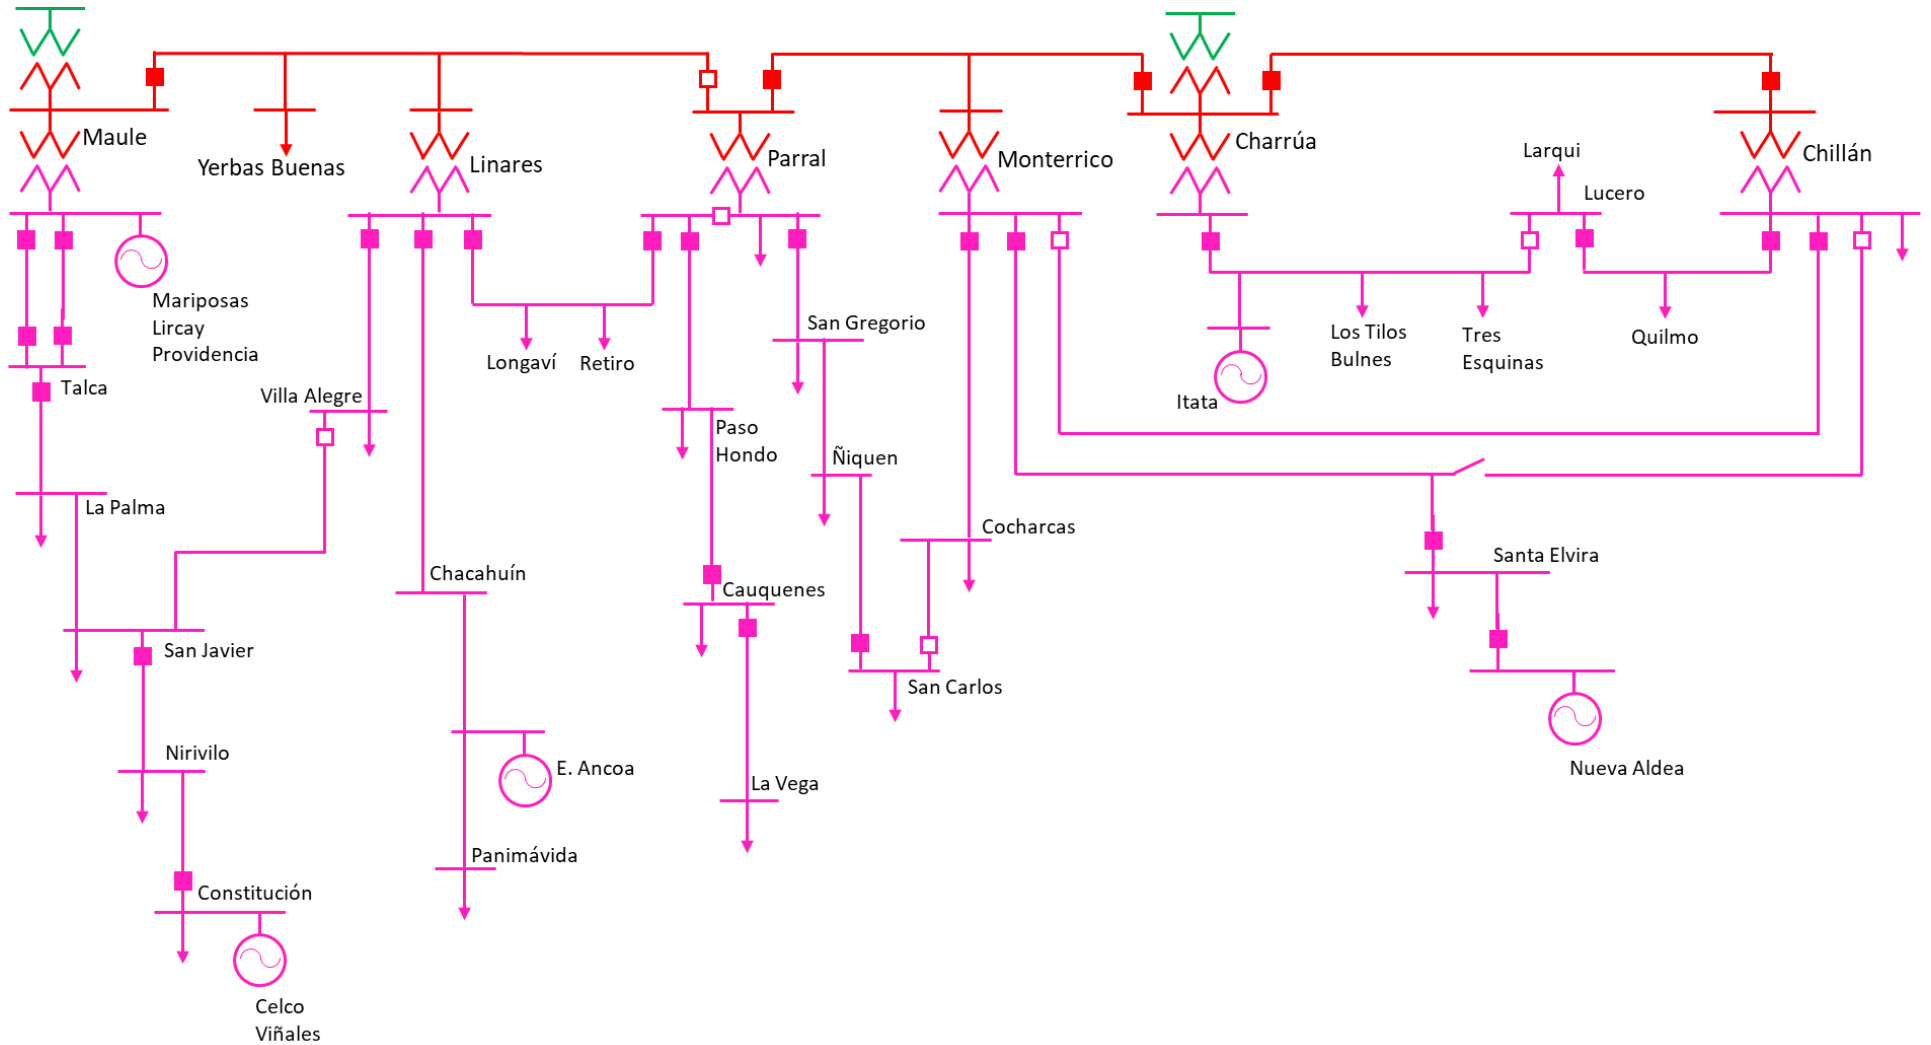 Maule
Yerbas Buenas
Linares
Parral
Monterrico
Charrúa
Chillán
Larqui
Lucero
Mariposas
Lircay
Providencia
Talca
Villa Alegre
Longaví
Retiro
San Gregorio
Itata
Los Tilos
Bulnes
Tres
Esquinas
Quilmo
Paso
Hondo
Ñiquen
La Palma
Cocharcas
Santa Elvira
Chacahuín
Cauquenes
San Javier
San Carlos
Nirivilo
E. Ancoa
La Vega
Nueva Aldea
Panimávida
Constitución
Celco
Viñales